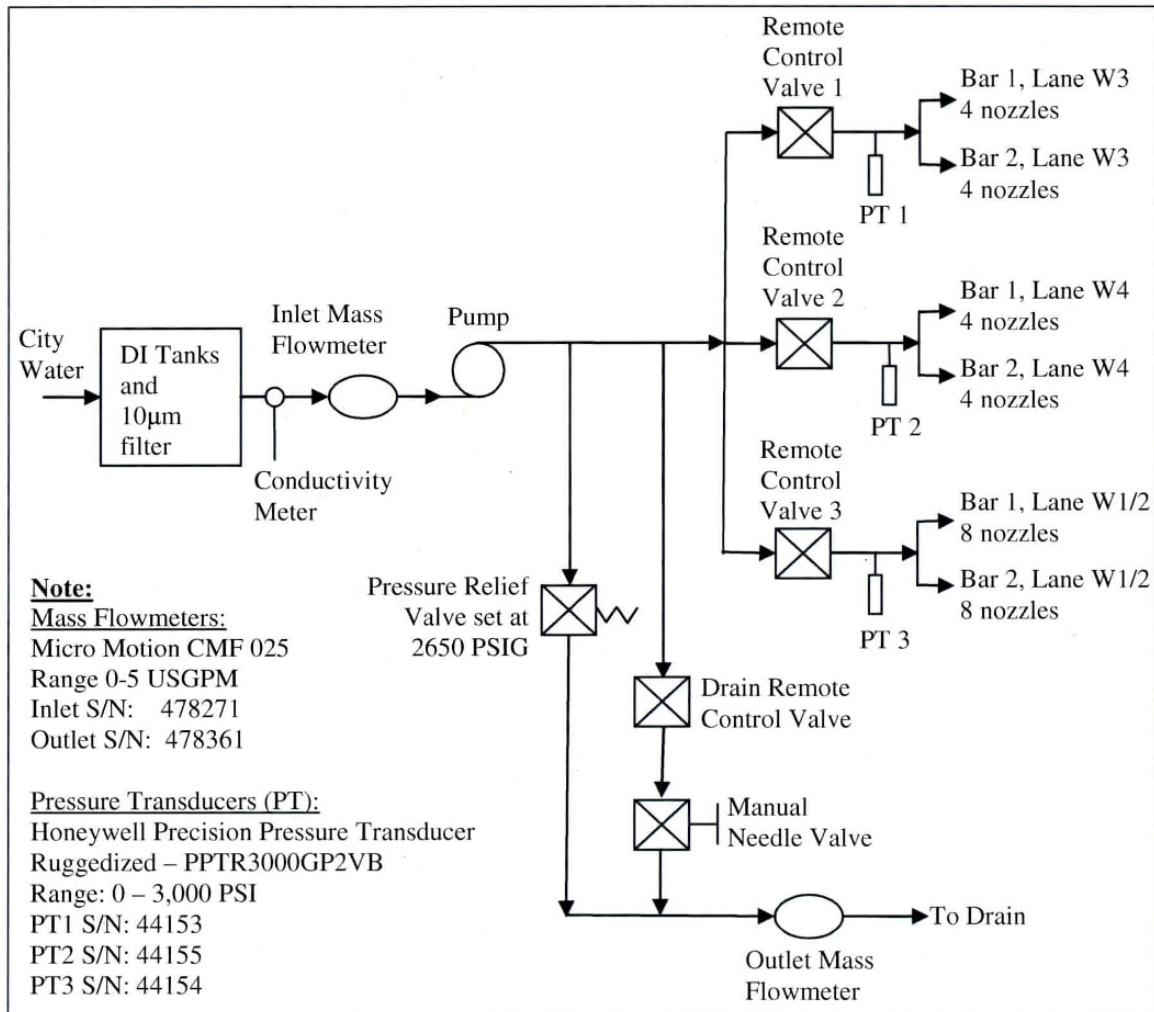 Remote
Control
Valve 1
Bar 1, Lane W3
4 nozzles
Bar 2, Lane W3
4 nozzles
PT 1
Remote
Control
Valve 2
Bar 1, Lane W4
4 nozzles
Bar 2, Lane W4
4 nozzles
PT 2
City
Water
DI Tanks
and
10µm
filter
Inlet Mass
Flowmeter
Pump
Conductivity
Meter
Remote
Control
Valve 3
Bar 1, Lane W1/2
8 nozzles
Bar 2, Lane W1/2
8 nozzles
PT 3
Pressure Relief
Valve set at
2650 PSIG
Drain Remote
Control Valve
Manual
Needle Valve
To Drain
Outlet Mass
Flowmeter
Note:
Mass Flowmeters:
Micro Motion CMF 025
Range 0-5 USGPM
Inlet S/N: 478271
Outlet S/N: 478361
Pressure Transducers (PT):
Honeywell Precision Pressure Transducer
Ruggedized – PPTR3000GP2VB
Range: 0 – 3,000 PSI
PT1 S/N: 44153
PT2 S/N: 44155
PT3 S/N: 44154